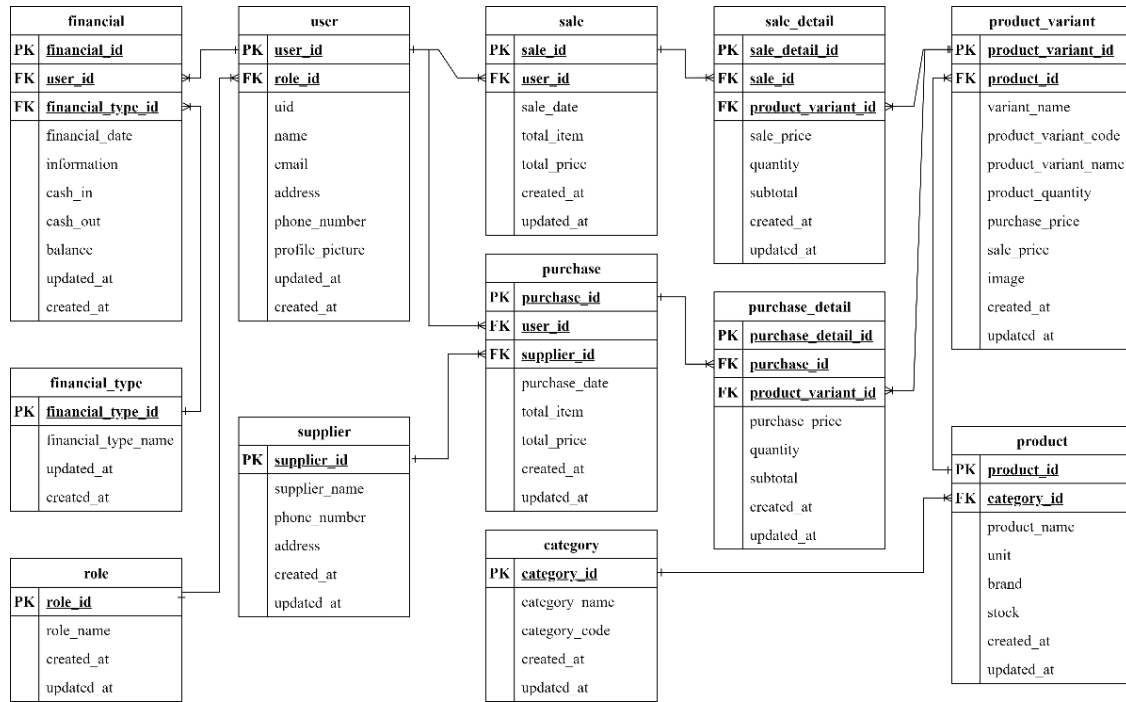 financial
PK financial_id
FK user_id
FK financial_type_id
financial_date
information
cash_in
cash_out
balance
updated_at
created_at
user
PK user_id
FK role_id
uid
name
email
address
phone_number
profile_picture
updated_at
created_at
sale
PK sale_id
FK user_id
sale_date
total_item
total_price
created_at
updated_at
sale_detail
PK sale_detail_id
FK sale_id
FK product_variant_id
sale_price
quantity
subtotal
created_at
updated_at
product_variant
PK product_variant_id
FK product_id
variant_name
product_variant_code
product_variant_name
product_quantity
purchase_price
sale_price
image
created_at
updated_at
purchase
PK purchase_id
FK user_id
FK supplier_id
purchase_date
total_item
total_price
created_at
updated_at
purchase_detail
PK purchase_detail_id
FK purchase_id
FK product_variant_id
purchase_price
quantity
subtotal
created_at
updated_at
financial_type
PK financial_type_id
financial_type_name
updated_at
created_at
supplier
PK supplier_id
supplier_name
phone_number
address
created_at
updated_at
product
PK product_id
FK category_id
product_name
unit
brand
stock
created_at
updated_at
category
PK category_id
category_name
category_code
created_at
updated_at
role
PK role_id
role_name
created_at
updated_at